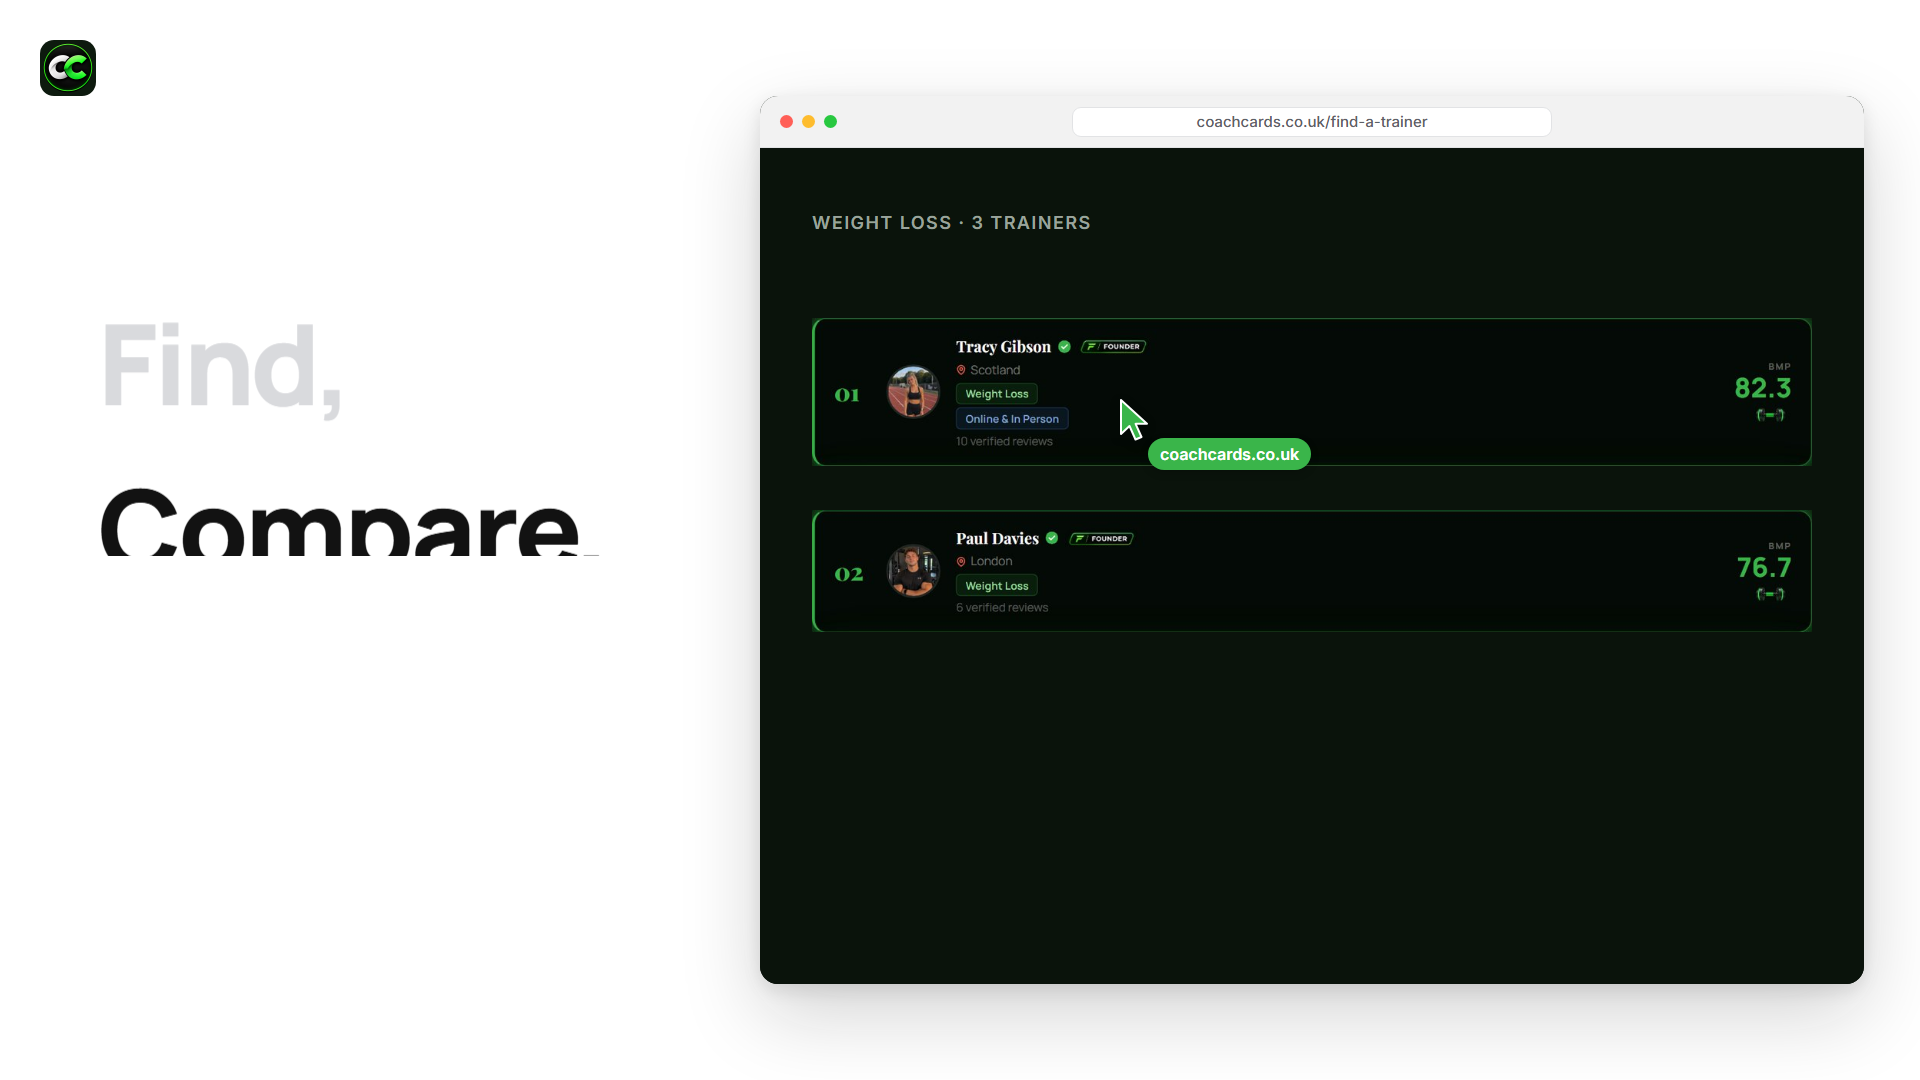 CC
Find,
Compare.
coachcards.co.uk/find-a-trainer
WEIGHT LOSS · 3 TRAINERS
01
Tracy Gibson
F / FOUNDER
Scotland
Weight Loss
Online & In Person
10 verified reviews
BMP
82.3
coachcards.co.uk
02
Paul Davies
F / FOUNDER
London
Weight Loss
6 verified reviews
BMP
76.7